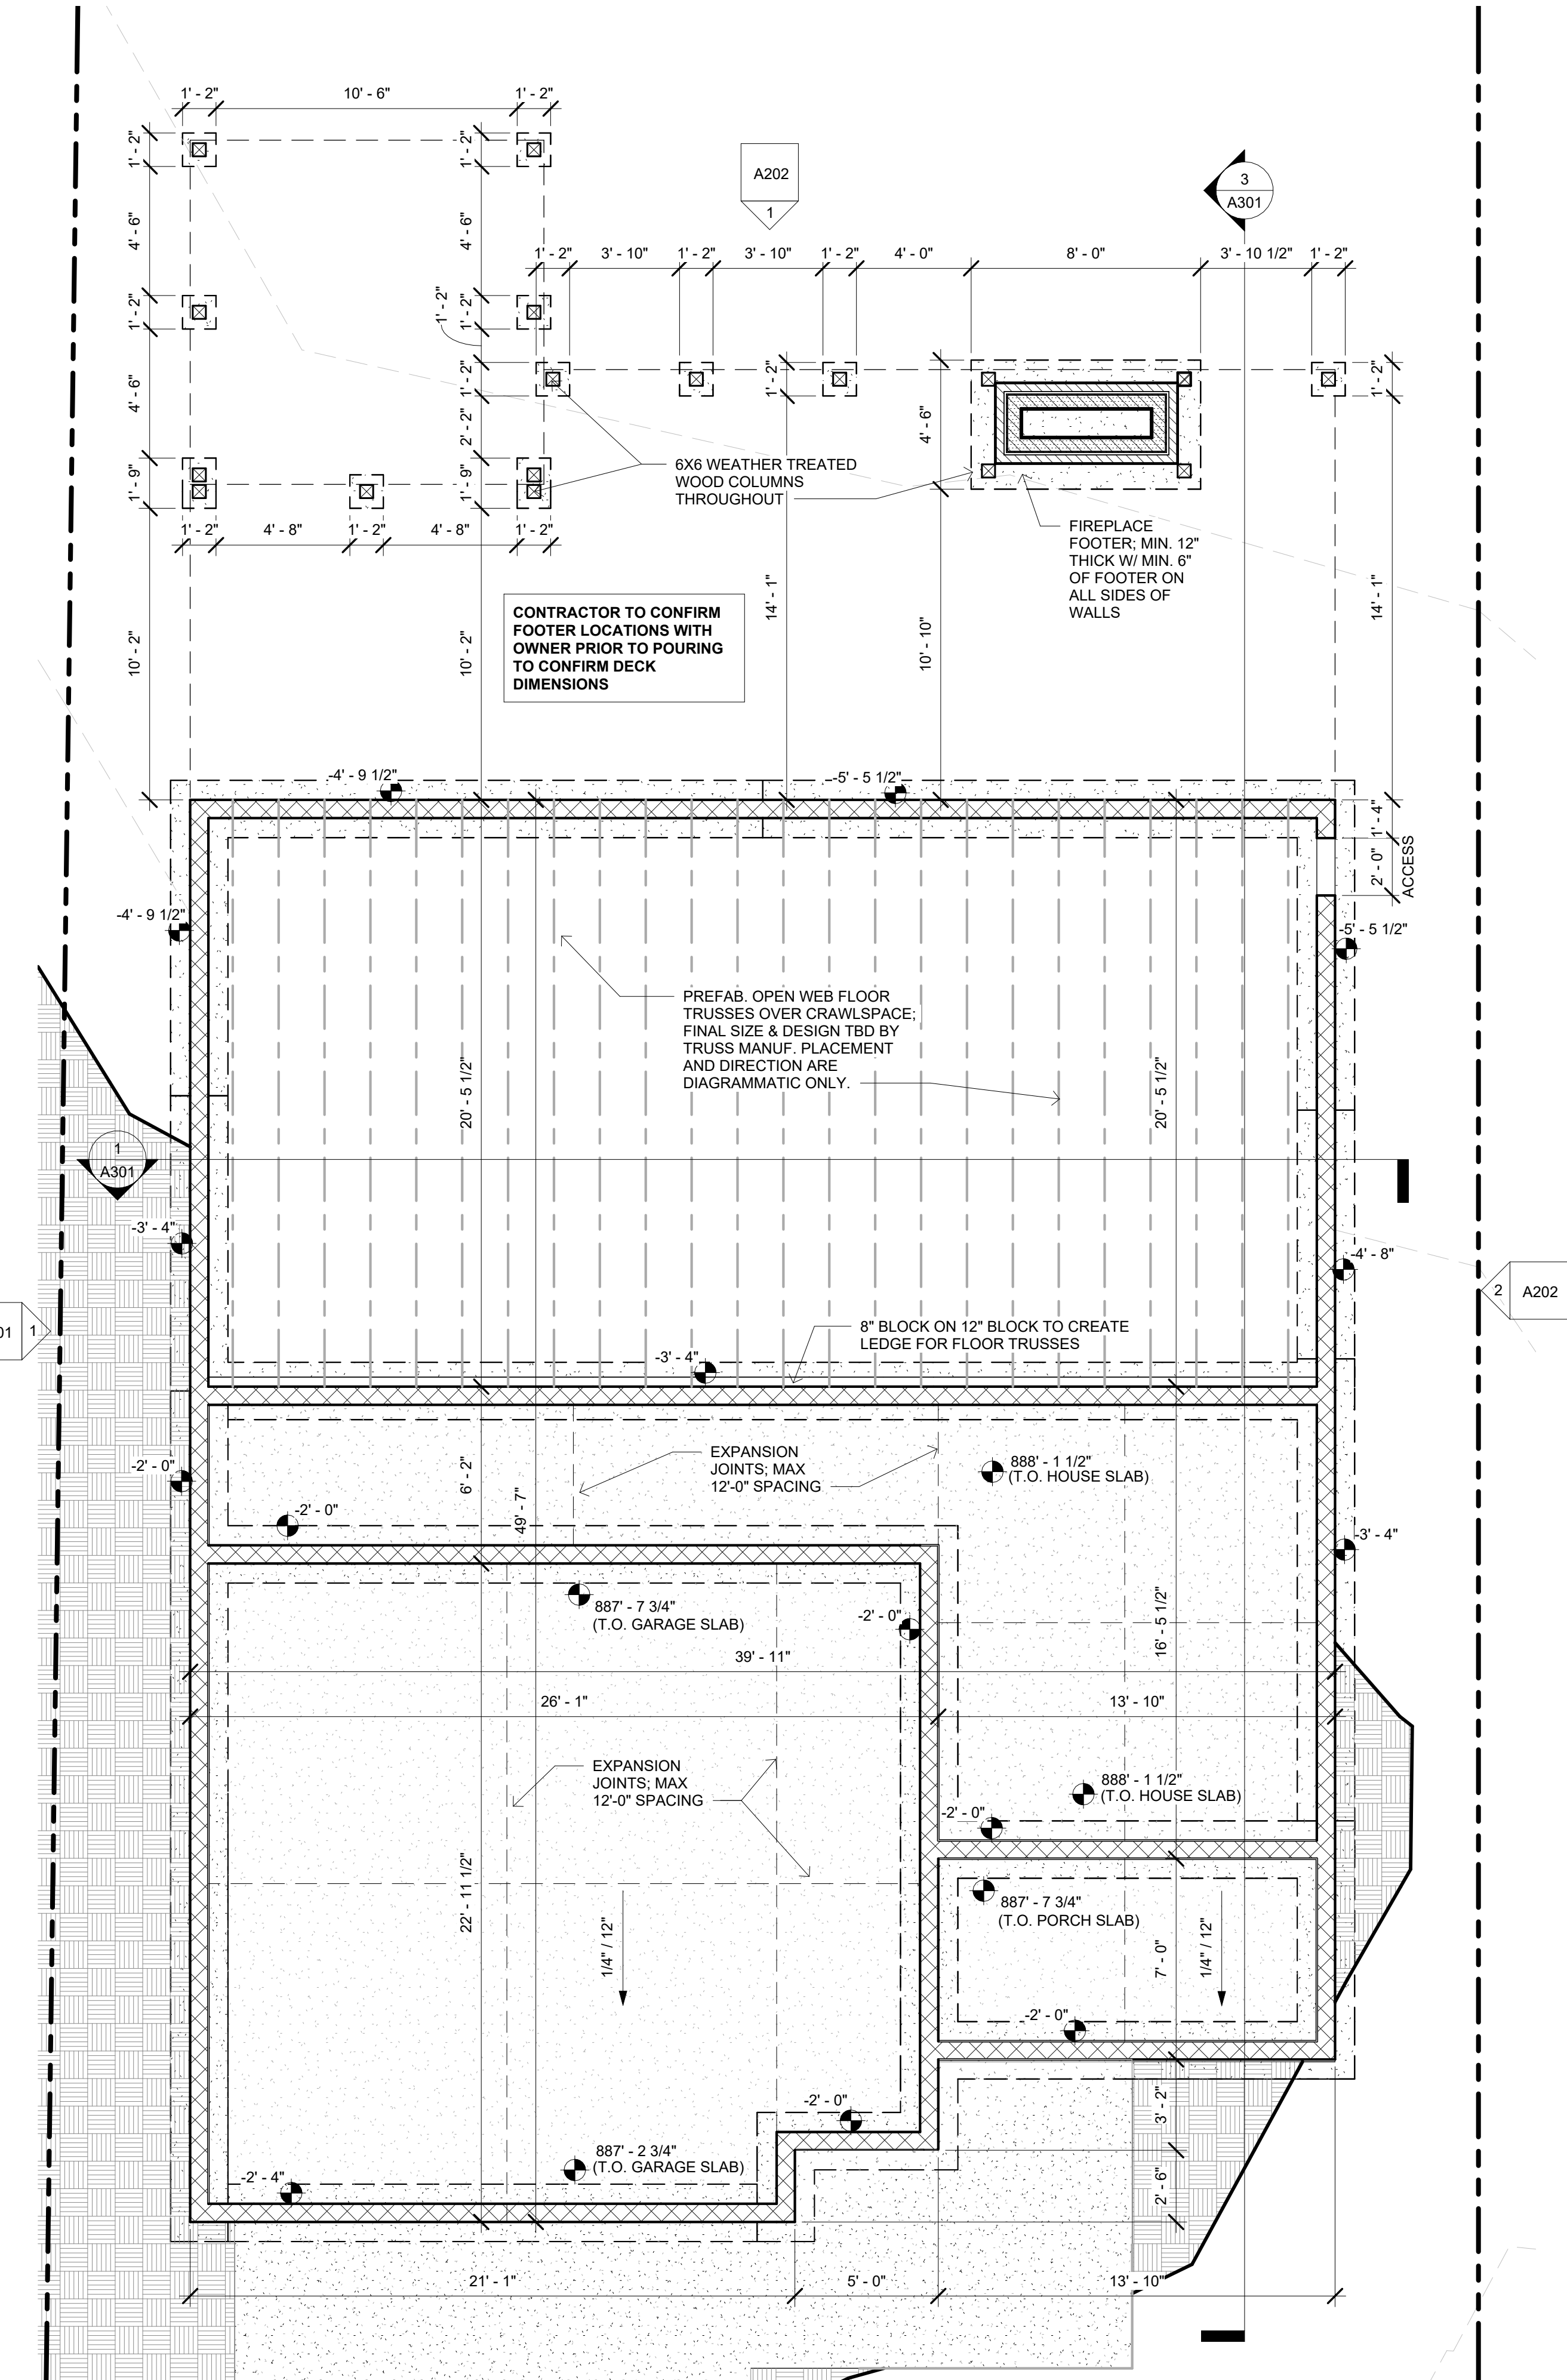 1' - 2"
10' - 6"
1' - 2"
1' - 2"
1' - 2"
A202
1
3
A301
4' - 6"
4' - 6"
1' - 2"
3' - 10"
1' - 2"
3' - 10"
1' - 2"
4' - 0"
8' - 0"
3' - 10 1/2"
1' - 2"
1' - 2"
1' - 2"
1' - 2"
1' - 2"
1' - 2"
1' - 2"
4' - 6"
2' - 2"
4' - 6"
6X6 WEATHER TREATED
WOOD COLUMNS
THROUGHOUT
1' - 9"
1' - 9"
1' - 2"
4' - 8"
1' - 2"
4' - 8"
1' - 2"
FIREPLACE
FOOTER; MIN. 12"
THICK W/ MIN. 6"
OF FOOTER ON
ALL SIDES OF
WALLS
CONTRACTOR TO CONFIRM
FOOTER LOCATIONS WITH
OWNER PRIOR TO POURING
TO CONFIRM DECK
DIMENSIONS
10' - 2"
10' - 2"
14' - 1"
10' - 10"
14' - 1"
-4' - 9 1/2"
-5' - 5 1/2"
1' - 4"
2' - 0"
ACCESS
-4' - 9 1/2"
-5' - 5 1/2"
PREFAB. OPEN WEB FLOOR
TRUSSES OVER CRAWLSPACE;
FINAL SIZE & DESIGN TBD BY
TRUSS MANUF. PLACEMENT
AND DIRECTION ARE
DIAGRAMMATIC ONLY.
20' - 5 1/2"
20' - 5 1/2"
1
A301
-3' - 4"
-4' - 8"
01
1
2
A202
8" BLOCK ON 12" BLOCK TO CREATE
LEDGE FOR FLOOR TRUSSES
-3' - 4"
-2' - 0"
6' - 2"
49' - 7"
EXPANSION
JOINTS; MAX
12'-0" SPACING
888' - 1 1/2"
(T.O. HOUSE SLAB)
-2' - 0"
-3' - 4"
887' - 7 3/4"
(T.O. GARAGE SLAB)
-2' - 0"
16' - 5 1/2"
39' - 11"
26' - 1"
13' - 10"
EXPANSION
JOINTS; MAX
12'-0" SPACING
888' - 1 1/2"
(T.O. HOUSE SLAB)
-2' - 0"
22' - 11 1/2"
887' - 7 3/4"
(T.O. PORCH SLAB)
1/4" / 12"
7' - 0"
1/4" / 12"
-2' - 0"
-2' - 0"
3' - 2"
887' - 2 3/4"
(T.O. GARAGE SLAB)
-2' - 4"
2' - 6"
21' - 1"
5' - 0"
13' - 10"